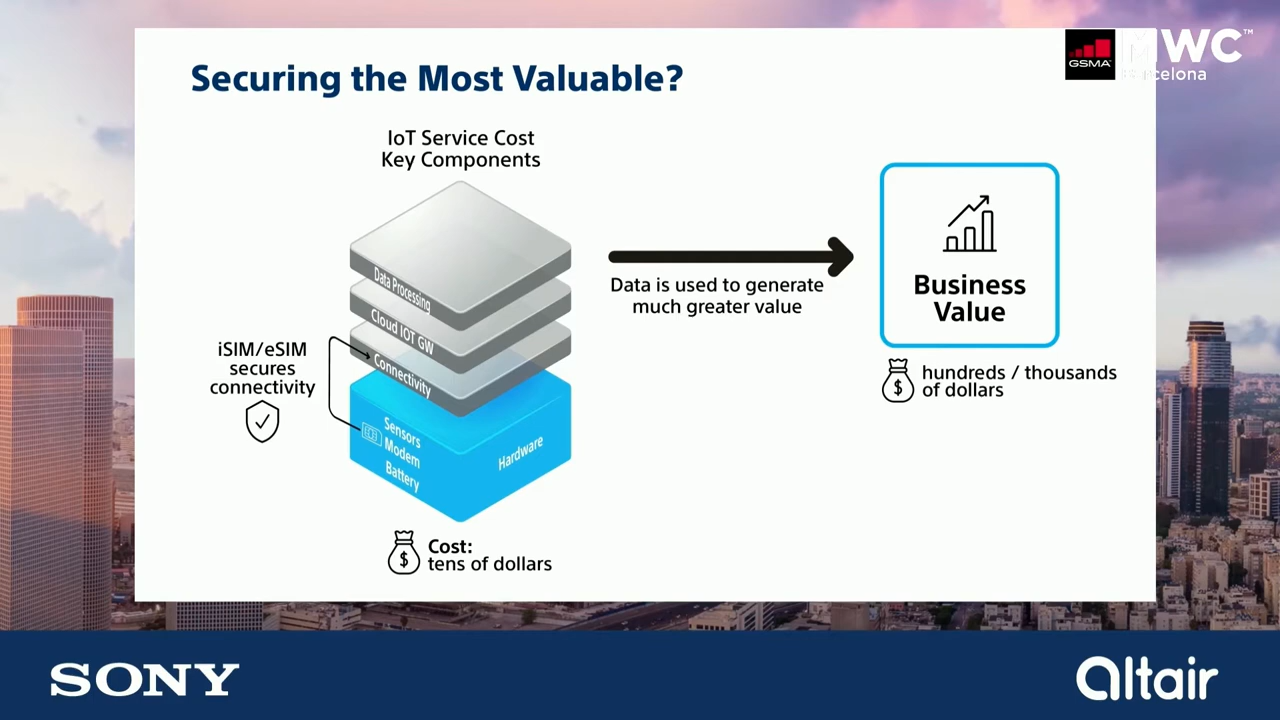 Securing the Most Valuable?
GSMA
MWC™
Barcelona
IoT Service Cost
Key Components
Data Processing
Cloud IOT GW
Connectivity
Sensors
Modem
Battery
Hardware
iSIM/eSIM
secures
connectivity
$
Cost:
tens of dollars
Data is used to generate
much greater value
Business
Value
$
hundreds / thousands
of dollars
SONY
altair